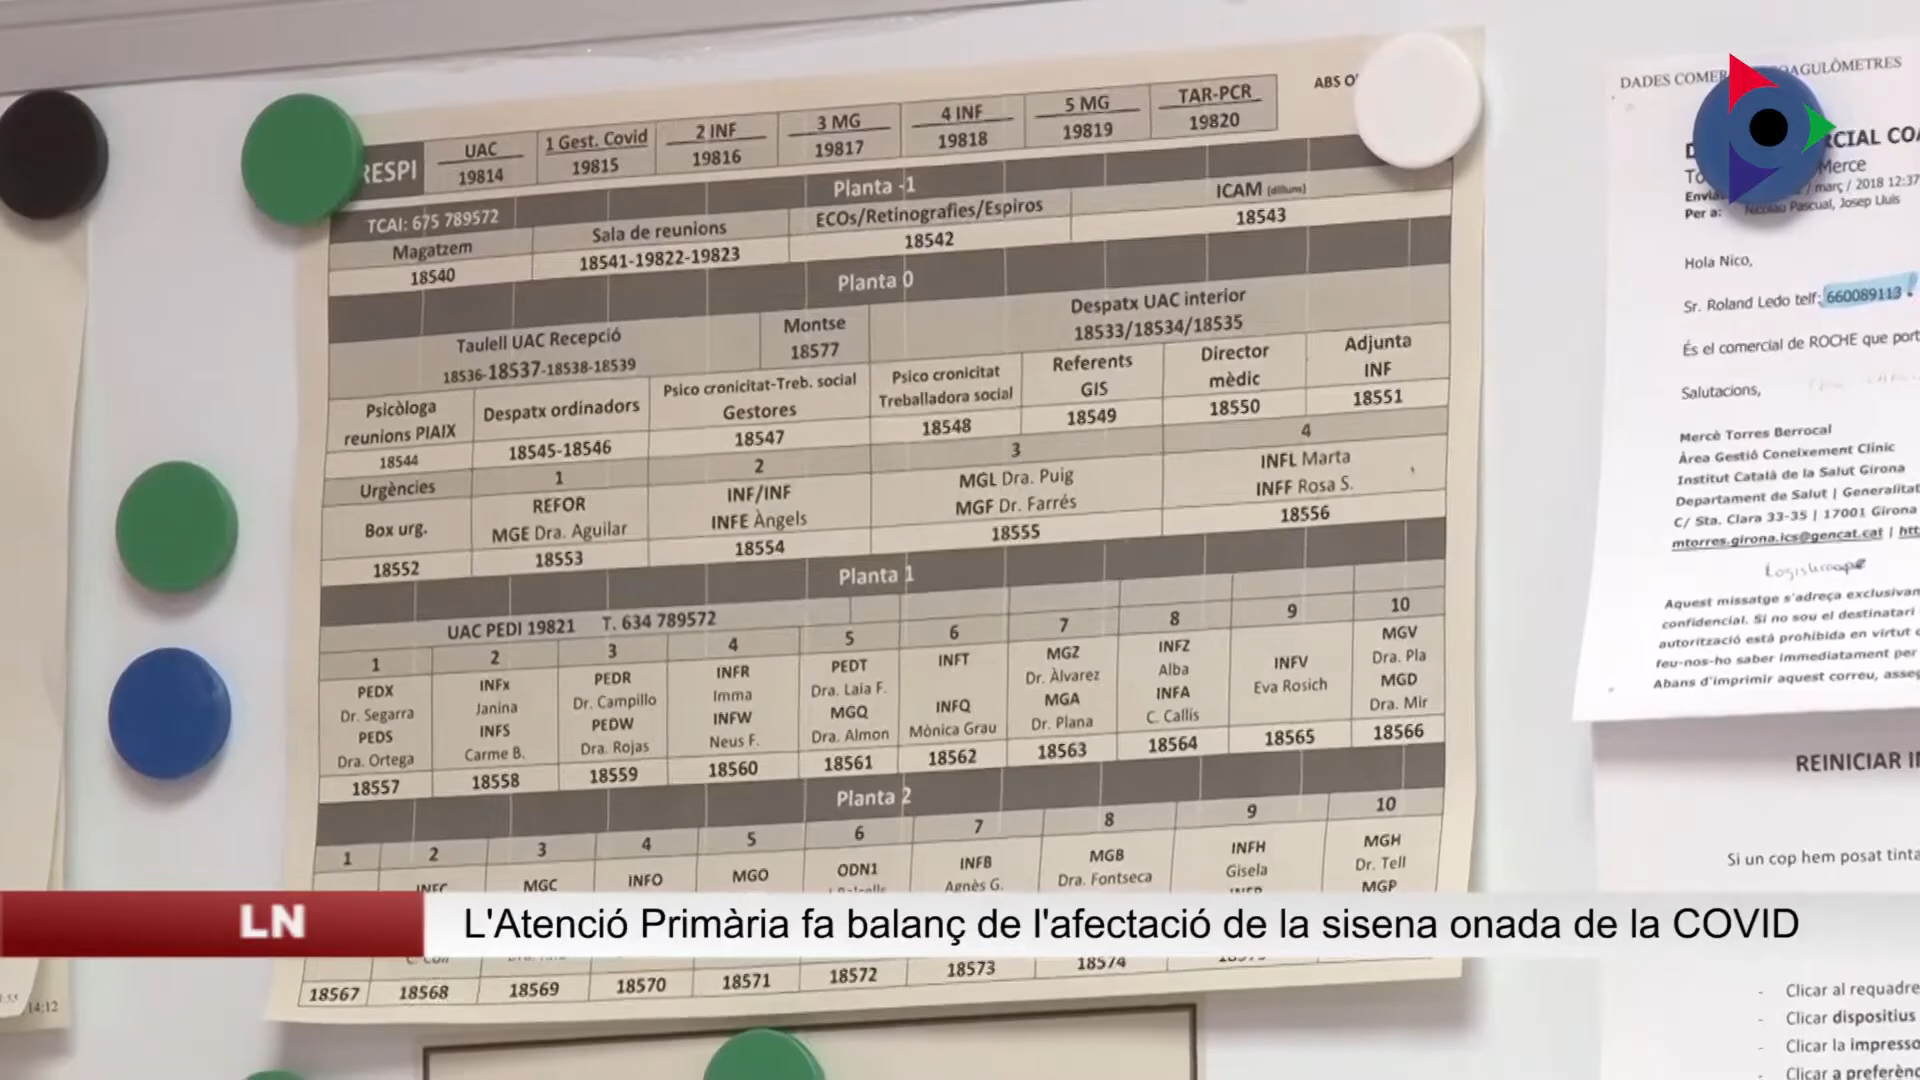 RESPI
UAC
19814
1 Gest. Covid
19815
2 INF
19816
3 MG
19817
4 INF
19818
5 MG
19819
TAR-PCR
19820
ABS
TCAI: 675 789572
Planta -1
Magatzem
18540
Sala de reunions
18541-19822-19823
ECOs/Retinografies/Espiros
18542
ICAM (dilluns)
18543
Planta 0
Taulell UAC Recepció
18536-18537-18538-18539
Montse
18577
Despatx UAC interior
18533/18534/18535
Psicòloga
reunions PIAIX
18544
Despatx ordinadors
18545-18546
Psico cronicitat-Treb. social
Gestores
18547
Psico cronicitat
Treballadora social
18548
Referents
GIS
18549
Director
mèdic
18550
Adjunta
INF
18551
Urgències
Box urg.
18552
1
REFOR
MGE Dra. Aguilar
18553
2
INF/INF
INFE Àngels
18554
3
MGL Dra. Puig
MGF Dr. Farrés
18555
4
INFL Marta
INFF Rosa S.
18556
Planta 1
UAC PEDI 19821 T. 634 789572
1
PEDX
Dr. Segarra
PEDS
Dra. Ortega
18557
2
INFx
Janina
INFS
Carme B.
18558
3
PEDR
Dr. Campillo
PEDW
Dra. Rojas
18559
4
INFR
Imma
INFW
Neus F.
18560
5
PEDT
Dra. Laia F.
MGQ
Dra. Almon
18561
6
INFT
INFQ
Mònica Grau
18562
7
MGZ
Dr. Àlvarez
MGA
Dr. Plana
18563
8
INFZ
Alba
INFA
C. Callís
18564
9
INFV
Eva Rosich
18565
10
MGV
Dra. Pla
MGD
Dra. Mir
18566
Planta 2
1
18567
2
INFC
18568
3
MGC
18569
4
INFO
18570
5
MGO
18571
6
ODN1
18572
7
INFB
Agnès G.
18573
8
MGB
Dra. Fontseca
18574
9
INFH
Gisela
10
MGH
Dr. Tell
MGP
DADES COMER
COAGULÒMETRES
RCIAL COA
Merce
març / 2018 12:37
Envia
Per a: Nicolau Pascual, Josep Lluis
Hola Nico,
Sr. Roland Ledo telf: 660089113.
És el comercial de ROCHE que port
Salutacions,
Mercè Torres Berrocal
Àrea Gestió Coneixement Clínic
Institut Català de la Salut Girona
Departament de Salut | Generalitat
C/ Sta. Clara 33-35 | 17001 Girona
mtorres.girona.ics@gencat.cat | htt
Aquest missatge s'adreça exclusivam
confidencial. Si no sou el destinatari
autorització està prohibida en virtut
feu-nos-ho saber immediatament per
Abans d'imprimir aquest correu, asseg
REINICIAR I
Si un cop hem posat tinta
- Clicar al requadre
- Clicar dispositius
- Clicar la impresso
- Clicar a preferènc
14:12
LN
L'Atenció Primària fa balanç de l'afectació de la sisena onada de la COVID